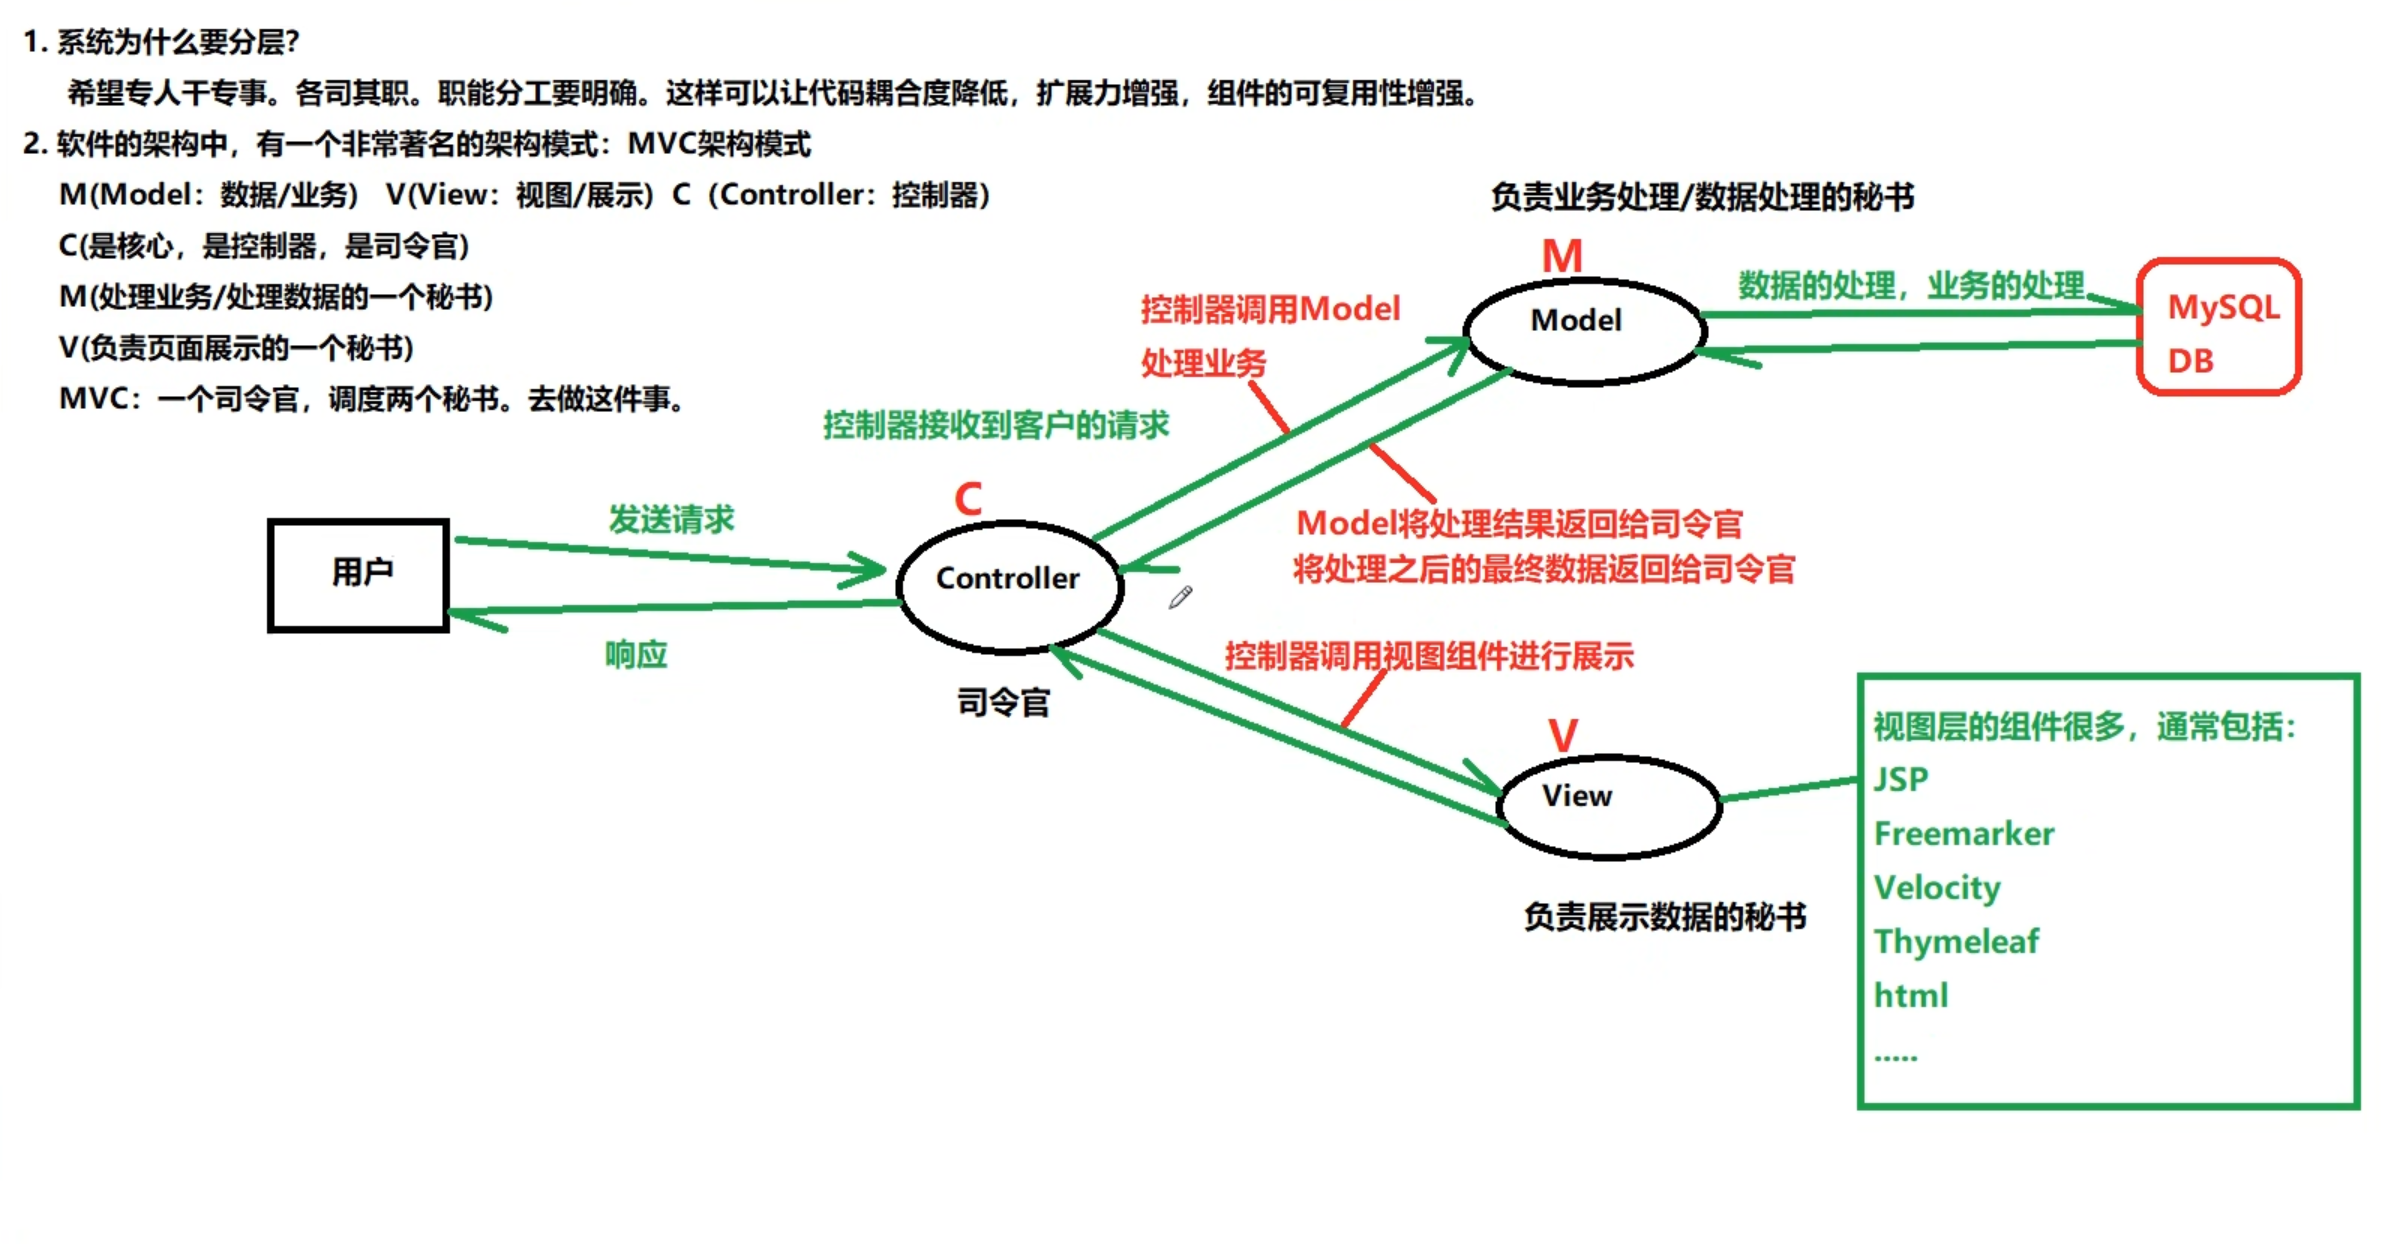 1. 系统为什么要分层?
希望专人干专事。各司其职。职能分工要明确。这样可以让代码耦合度降低，扩展力增强，组件的可复用性增强。
2. 软件的架构中，有一个非常著名的架构模式：MVC架构模式
M(Model：数据/业务) V(View：视图/展示) C（Controller：控制器）
C(是核心，是控制器，是司令官)
M(处理业务/处理数据的一个秘书)
V(负责页面展示的一个秘书)
MVC：一个司令官，调度两个秘书。去做这件事。
负责业务处理/数据处理的秘书
M
Model
数据的处理，业务的处理
MySQL
DB
控制器调用Model
处理业务
控制器接收到客户的请求
C
Controller
司令官
用户
发送请求
响应
Model将处理结果返回给司令官
将处理之后的最终数据返回给司令官
控制器调用视图组件进行展示
V
View
负责展示数据的秘书
视图层的组件很多，通常包括：
JSP
Freemarker
Velocity
Thymeleaf
html
.....